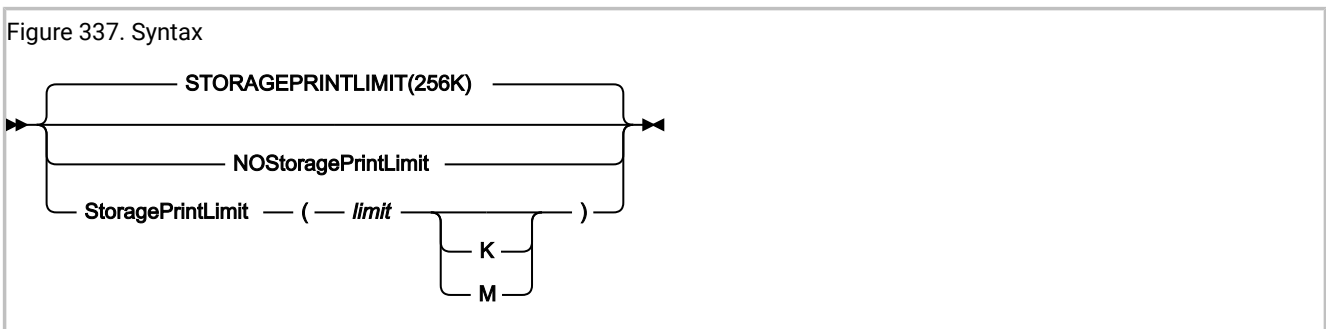 Figure 337. Syntax
STORAGEPRINTLIMIT(256K)
NOStoragePrintLimit
StoragePrintLimit ( limit )
K
M